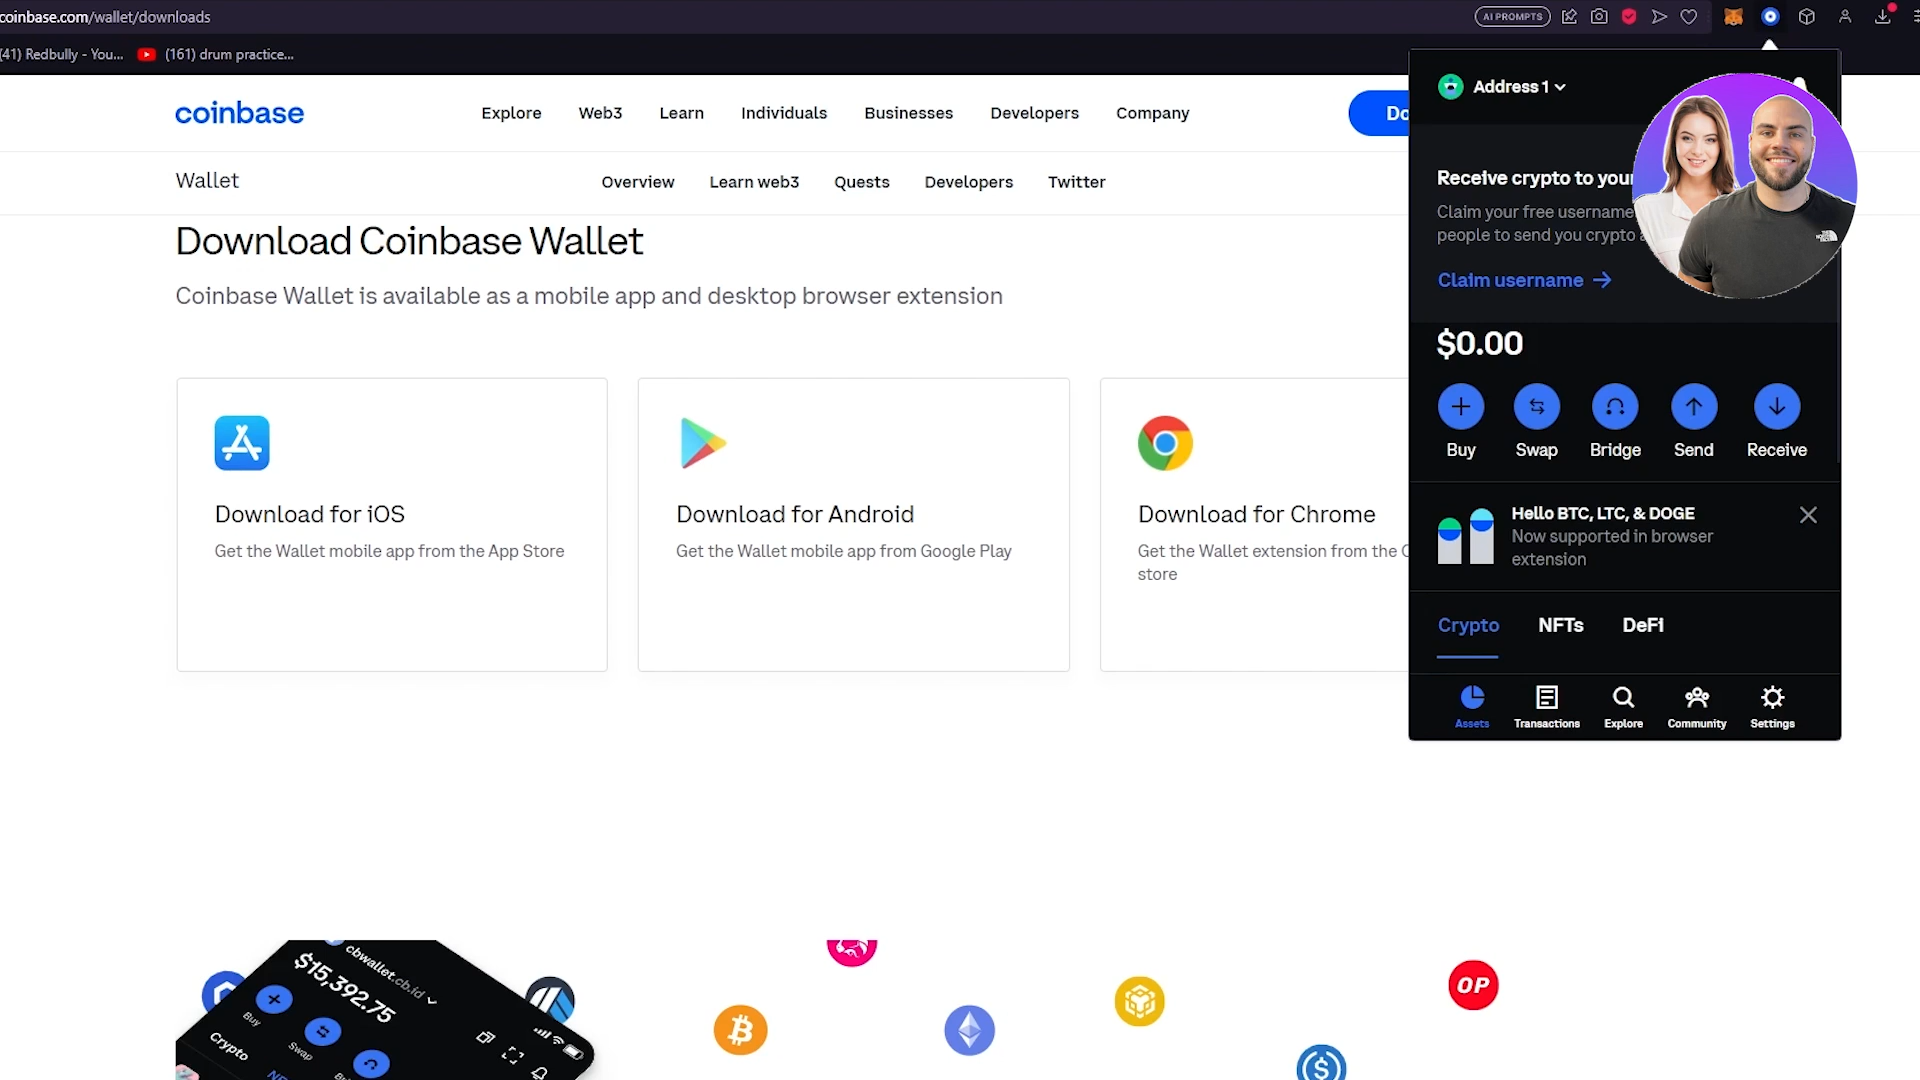 coinbase.com/wallet/downloads
AI PROMPTS
(41) Redbully - You...
(161) drum practice...
coinbase
Explore
Web3
Learn
Individuals
Businesses
Developers
Company
Wallet
Overview
Learn web3
Quests
Developers
Twitter
Download Coinbase Wallet
Coinbase Wallet is available as a mobile app and desktop browser extension
Download for iOS
Get the Wallet mobile app from the App Store
Download for Android
Get the Wallet mobile app from Google Play
Download for Chrome
Get the Wallet extension from the
store
Address 1
Receive crypto to your
Claim your free username
people to send you crypto
Claim username →
$0.00
Buy
Swap
Bridge
Send
Receive
Hello BTC, LTC, & DOGE
Now supported in browser
extension
Crypto
NFTs
DeFi
Assets
Transactions
Explore
Community
Settings
THE NORTH FACE
cbwallet.cb.id
$15,392.75
Buy
Swap
Crypto
OP